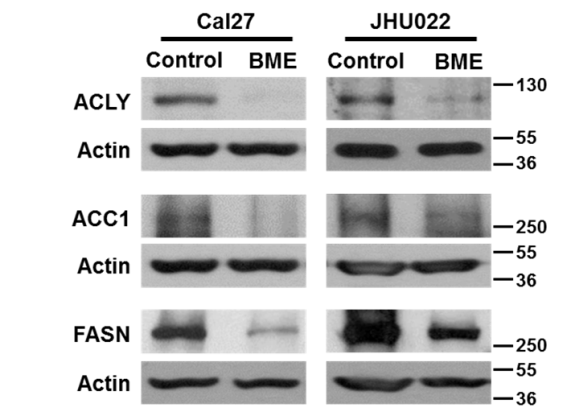 Cal27 JHU022
Control BME Control BME
ACLY 130
Actin 55
36
ACC1 250
Actin 55
36
FASN 250
Actin 55
36